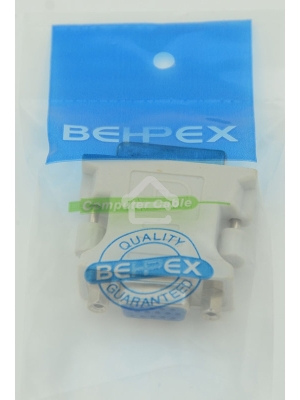 BEHPEX
Computer Cable
QUALITY
BEHPEX
GUARANTEED